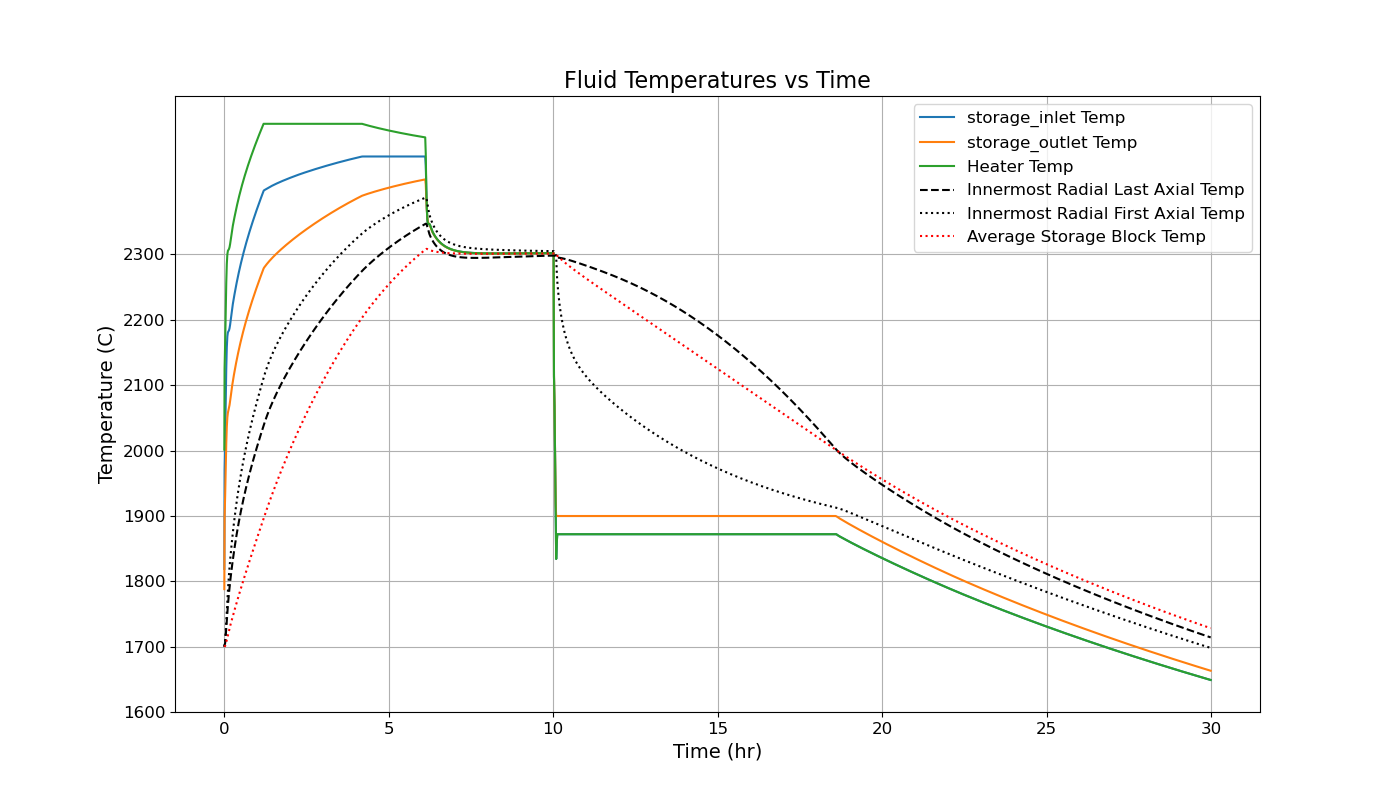 Fluid Temperatures vs Time
storage_inlet Temp
storage_outlet Temp
Heater Temp
Innermost Radial Last Axial Temp
Innermost Radial First Axial Temp
Average Storage Block Temp
Temperature (C)
2300
2200
2100
2000
1900
1800
1700
1600
0 5 10 15 20 25 30
Time (hr)